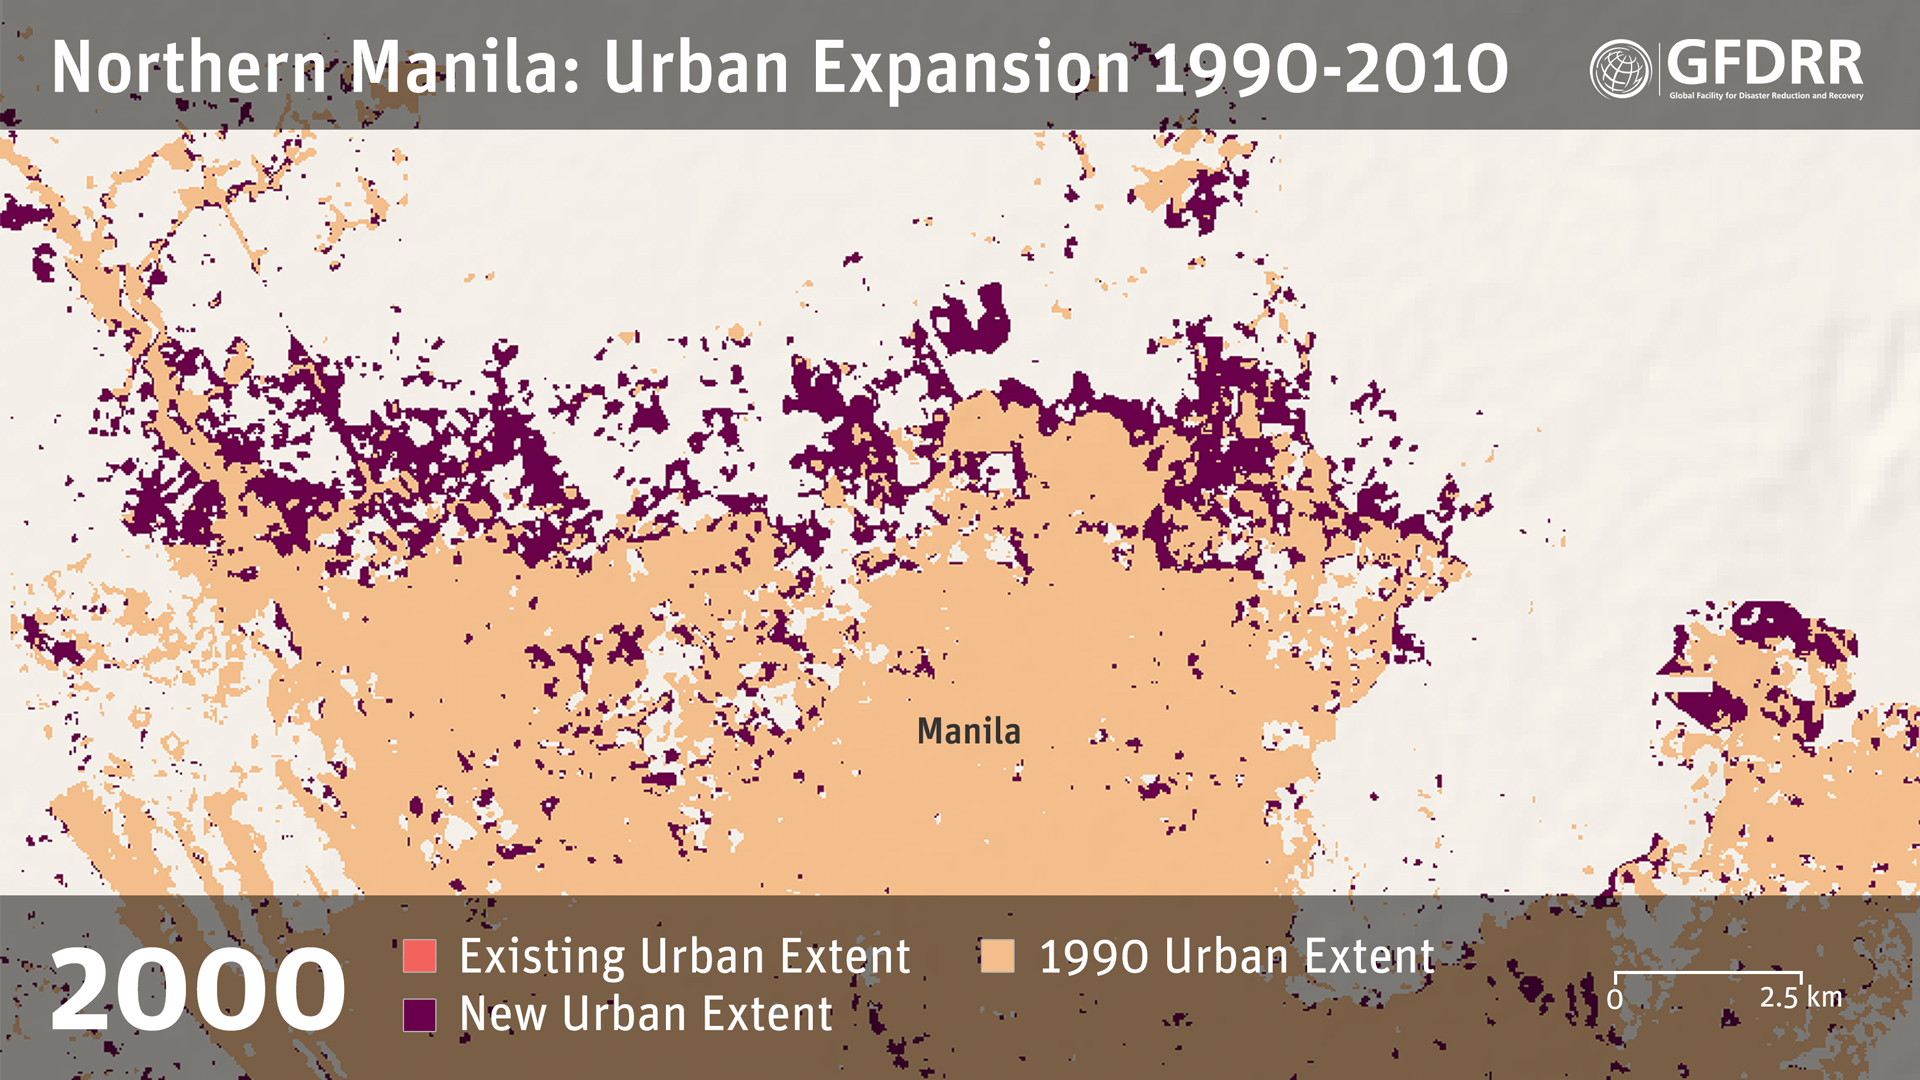 Northern Manila: Urban Expansion 1990-2010
GFDRR
Global Facility for Disaster Reduction and Recovery
Manila
2000
Existing Urban Extent
1990 Urban Extent
New Urban Extent
0
2.5 km